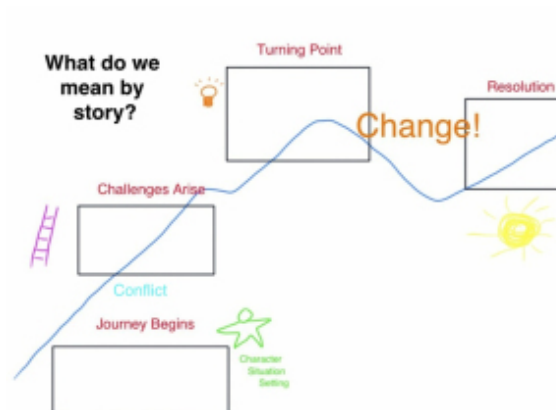 What do we
mean by
story?
Turning Point
Resolution
Change!
Challenges Arise
Conflict
Journey Begins
Character
Situation
Setting